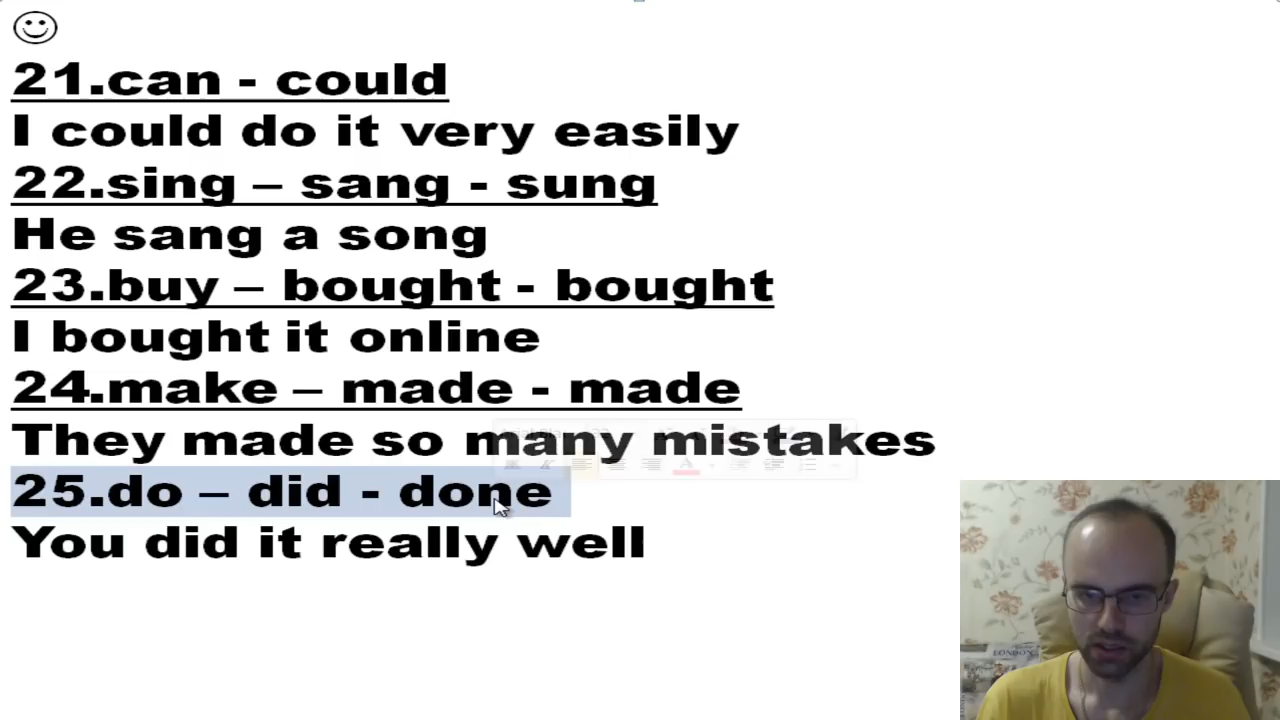 21.can - could
I could do it very easily
22.sing – sang - sung
He sang a song
23.buy – bought - bought
I bought it online
24.make – made - made
They made so many mistakes
25.do – did - done
You did it really well
LONDON